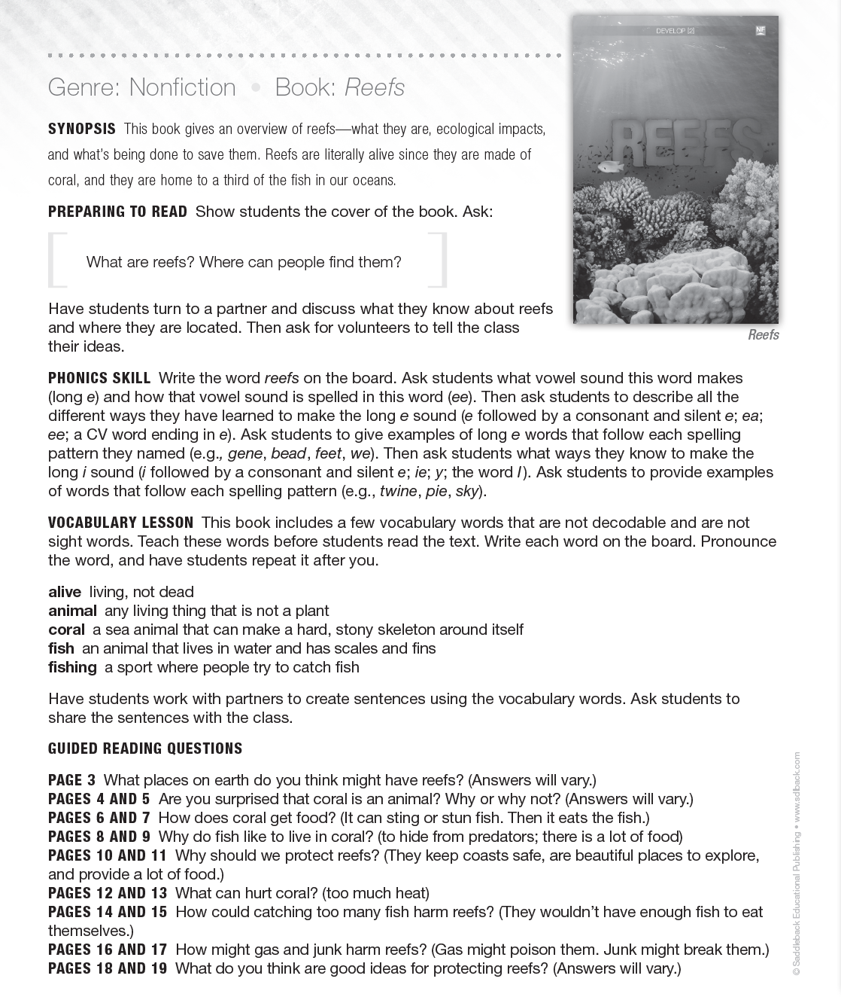 DEVELOP [2]
NF
REEFS
Genre: Nonfiction • Book: Reefs
SYNOPSIS This book gives an overview of reefs—what they are, ecological impacts,
and what’s being done to save them. Reefs are literally alive since they are made of
coral, and they are home to a third of the fish in our oceans.
PREPARING TO READ Show students the cover of the book. Ask:
What are reefs? Where can people find them?
Have students turn to a partner and discuss what they know about reefs
and where they are located. Then ask for volunteers to tell the class
their ideas.
Reefs
PHONICS SKILL Write the word reefs on the board. Ask students what vowel sound this word makes
(long e) and how that vowel sound is spelled in this word (ee). Then ask students to describe all the
different ways they have learned to make the long e sound (e followed by a consonant and silent e; ea;
ee; a CV word ending in e). Ask students to give examples of long e words that follow each spelling
pattern they named (e.g., gene, bead, feet, we). Then ask students what ways they know to make the
long i sound (i followed by a consonant and silent e; ie; y; the word I). Ask students to provide examples
of words that follow each spelling pattern (e.g., twine, pie, sky).
VOCABULARY LESSON This book includes a few vocabulary words that are not decodable and are not
sight words. Teach these words before students read the text. Write each word on the board. Pronounce
the word, and have students repeat it after you.
alive living, not dead
animal any living thing that is not a plant
coral a sea animal that can make a hard, stony skeleton around itself
fish an animal that lives in water and has scales and fins
fishing a sport where people try to catch fish
Have students work with partners to create sentences using the vocabulary words. Ask students to
share the sentences with the class.
GUIDED READING QUESTIONS
PAGE 3 What places on earth do you think might have reefs? (Answers will vary.)
PAGES 4 AND 5 Are you surprised that coral is an animal? Why or why not? (Answers will vary.)
PAGES 6 AND 7 How does coral get food? (It can sting or stun fish. Then it eats the fish.)
PAGES 8 AND 9 Why do fish like to live in coral? (to hide from predators; there is a lot of food)
PAGES 10 AND 11 Why should we protect reefs? (They keep coasts safe, are beautiful places to explore,
and provide a lot of food.)
PAGES 12 AND 13 What can hurt coral? (too much heat)
PAGES 14 AND 15 How could catching too many fish harm reefs? (They wouldn’t have enough fish to eat
themselves.)
PAGES 16 AND 17 How might gas and junk harm reefs? (Gas might poison them. Junk might break them.)
PAGES 18 AND 19 What do you think are good ideas for protecting reefs? (Answers will vary.)
© Saddleback Educational Publishing • www.sdlback.com